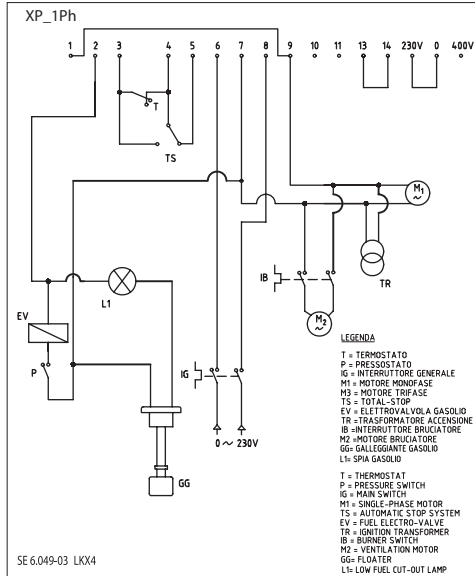 XP_1Ph
1 2 3 4 5 6 7 8 9 10 11 13 14 230V 0 400V
T
TS
M1
~
TR
IB
L1
M2
~
EV
P
IG
0 ~ 230V
GG
LEGENDA
T = TERMOSTATO
P = PRESSOSTATO
IG = INTERRUTTORE GENERALE
M1 = MOTORE MONOFASE
M3 = MOTORE TRIFASE
TS = TOTAL-STOP
EV = ELETTROVALVOLA GASOLIO
TR =TRASFORMATORE ACCENSIONE
IB =INTERRUTTORE BRUCIATORE
M2 =MOTORE BRUCIATORE
GG= GALLEGGIANTE GASOLIO
L1= SPIA GASOLIO
T = THERMOSTAT
P = PRESSURE SWITCH
IG = MAIN SWITCH
M1 = SINGLE-PHASE MOTOR
TS = AUTOMATIC STOP SYSTEM
EV = FUEL ELECTRO-VALVE
TR = IGNITION TRANSFORMER
IB = BURNER SWITCH
M2 = VENTILATION MOTOR
GG= FLOATER
L1= LOW FUEL CUT-OUT LAMP
SE 6.049-03 LKX4